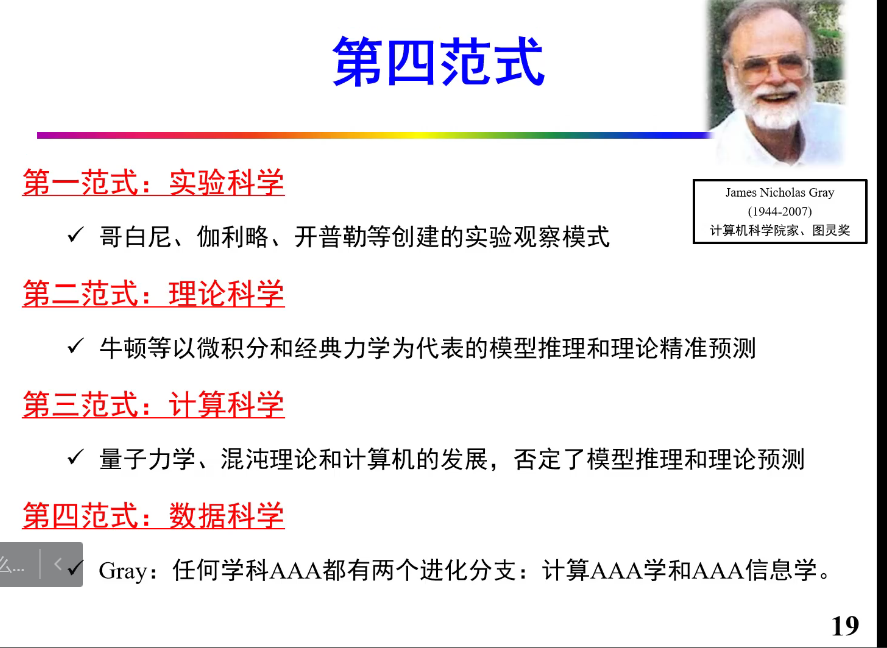 第四范式
James Nicholas Gray
(1944-2007)
计算机科学院家、图灵奖
第一范式：实验科学
✓ 哥白尼、伽利略、开普勒等创建的实验观察模式
第二范式：理论科学
✓ 牛顿等以微积分和经典力学为代表的模型推理和理论精准预测
第三范式：计算科学
✓ 量子力学、混沌理论和计算机的发展，否定了模型推理和理论预测
第四范式：数据科学
么...
✓ Gray：任何学科AAA都有两个进化分支：计算AAA学和AAA信息学。
19